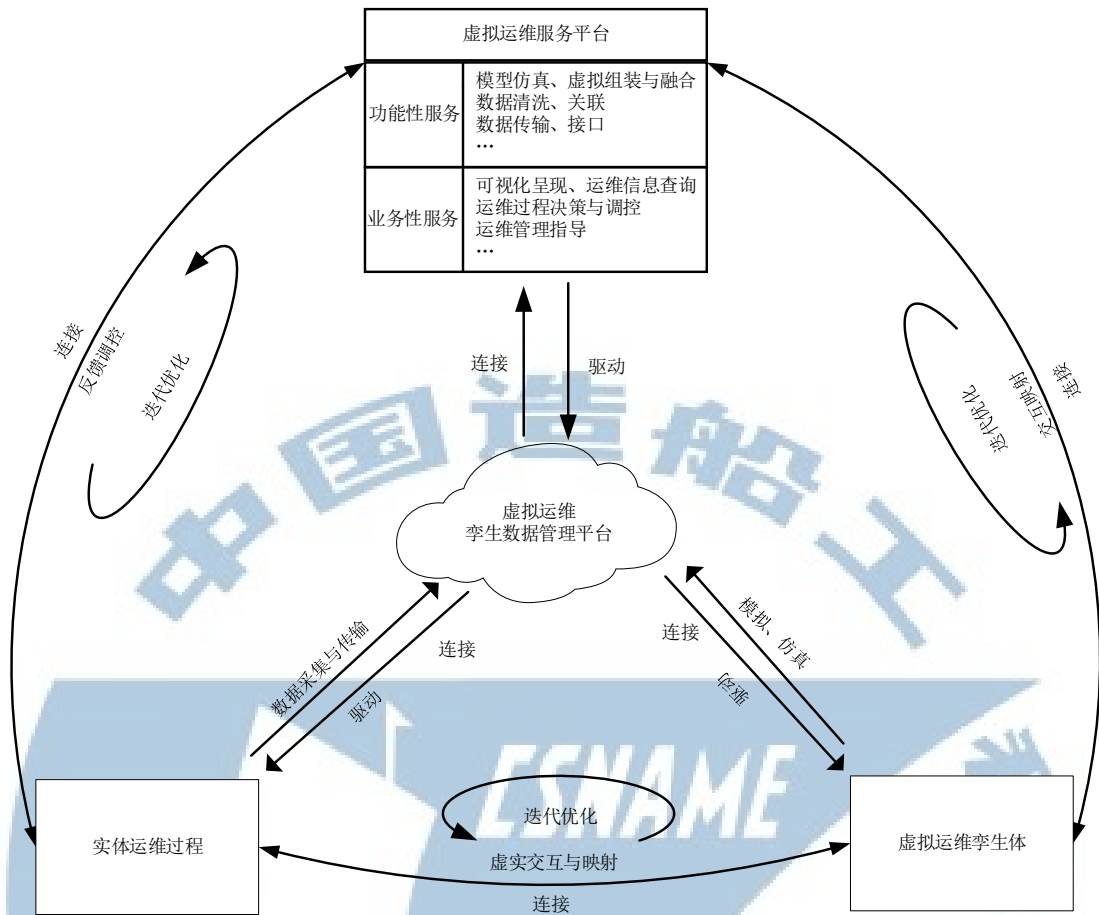 虚拟运维服务平台
功能性服务
模型仿真、虚拟组装与融合
数据清洗、关联
数据传输、接口
…
业务性服务
可视化呈现、运维信息查询
运维过程决策与调控
运维管理指导
…
连接
反馈调控
迭代优化
连接
驱动
迭代优化
交互映射
连接
中国造船工
虚拟运维
孪生数据管理平台
数据采集与传输
驱动
连接
连接
驱动
模拟、仿真
CSNAME
实体运维过程
迭代优化
虚实交互与映射
连接
虚拟运维孪生体